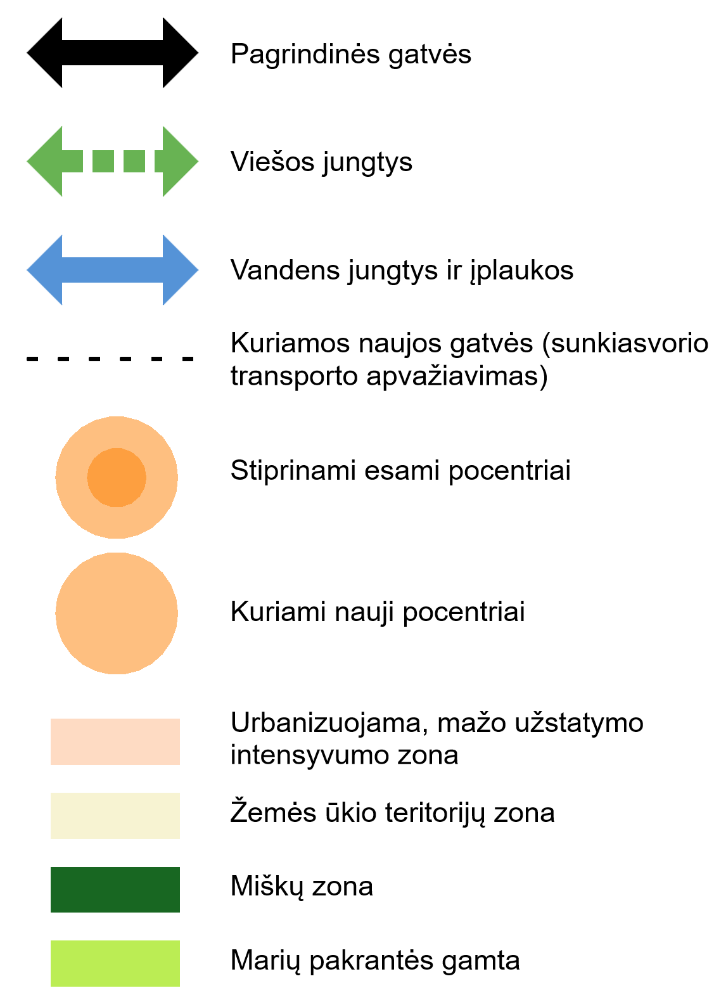 Pagrindinės gatvės
Viešos jungtys
Vandens jungtys ir įplaukos
Kuriamos naujos gatvės (sunkiasvorio
transporto apvažiavimas)
Stiprinami esami pocentriai
Kuriami nauji pocentriai
Urbanizuojama, mažo užstatymo
intensyvumo zona
Žemės ūkio teritorijų zona
Miškų zona
Marių pakrantės gamta